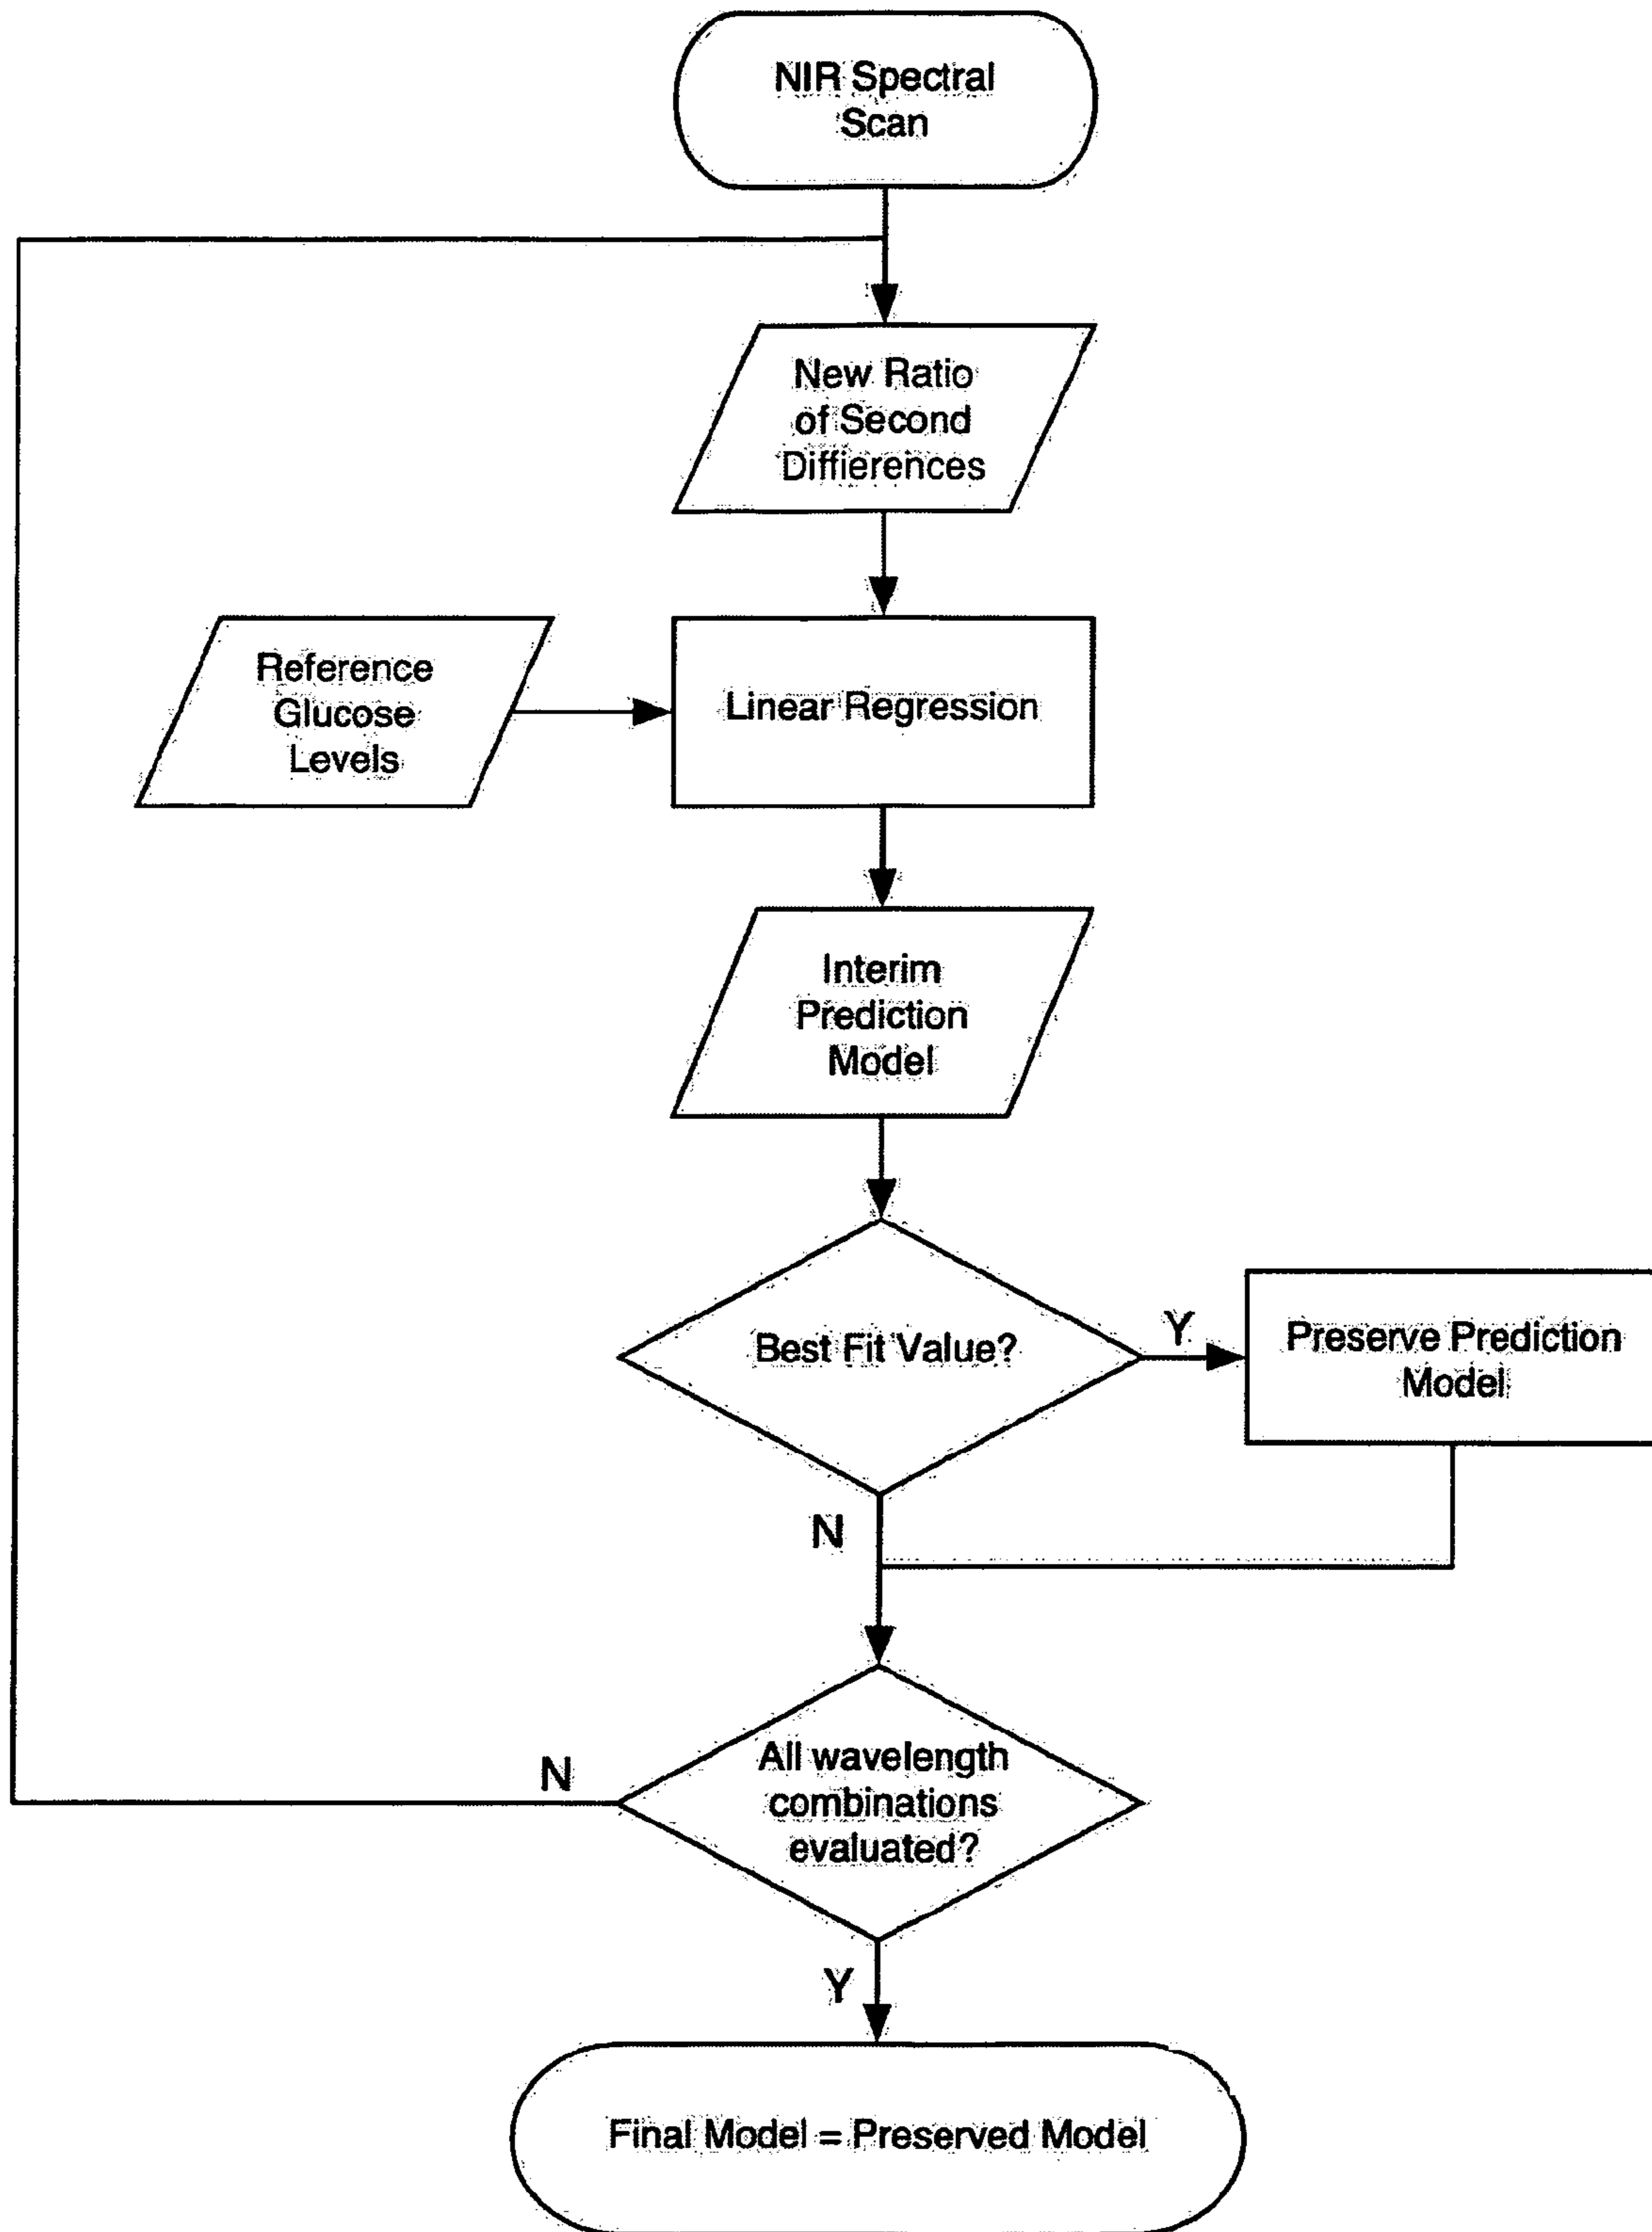 NIR Spectral
Scan
New Ratio
of Second
Diffierences
Reference
Glucose
Levels
Linear Regression
Interim
Prediction
Model
Best Fit Value?
Y
Preserve Prediction
Model
N
All wavelength
combinations
evaluated?
N
Y
Final Model = Preserved Model